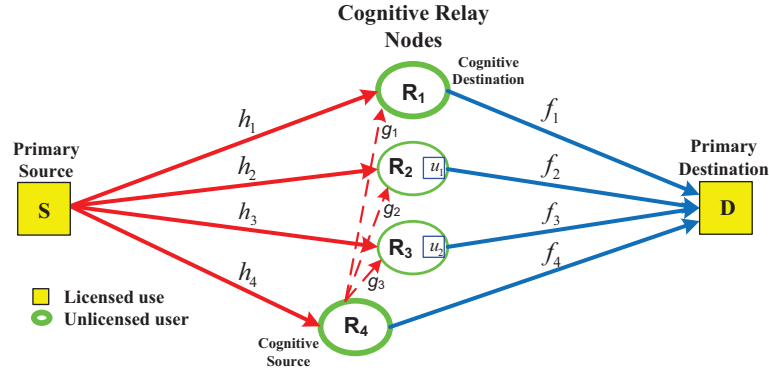 Cognitive Relay
Nodes
Cognitive
Destination
R1
h1
g1
f1
Primary
Source
Primary
Destination
h2
R2
u1
f2
S
g2
D
h3
R3
u2
f3
h4
g3
f4
Licensed use
Unlicensed user
R4
Cognitive
Source